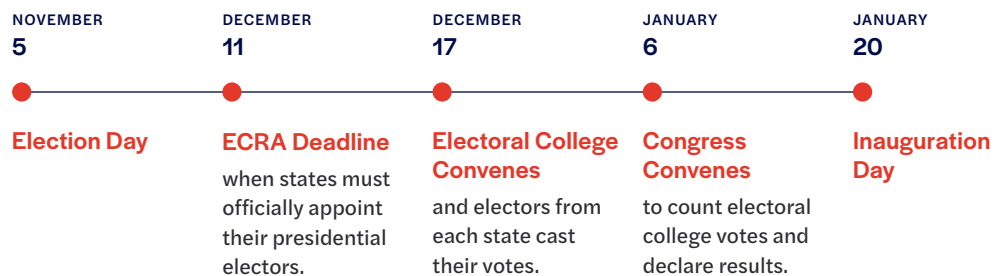 NOVEMBER
5
Election Day
DECEMBER
11
ECRA Deadline
when states must
officially appoint
their presidential
electors.
DECEMBER
17
Electoral College
Convenes
and electors from
each state cast
their votes.
JANUARY
6
Congress
Convenes
to count electoral
college votes and
declare results.
JANUARY
20
Inauguration
Day